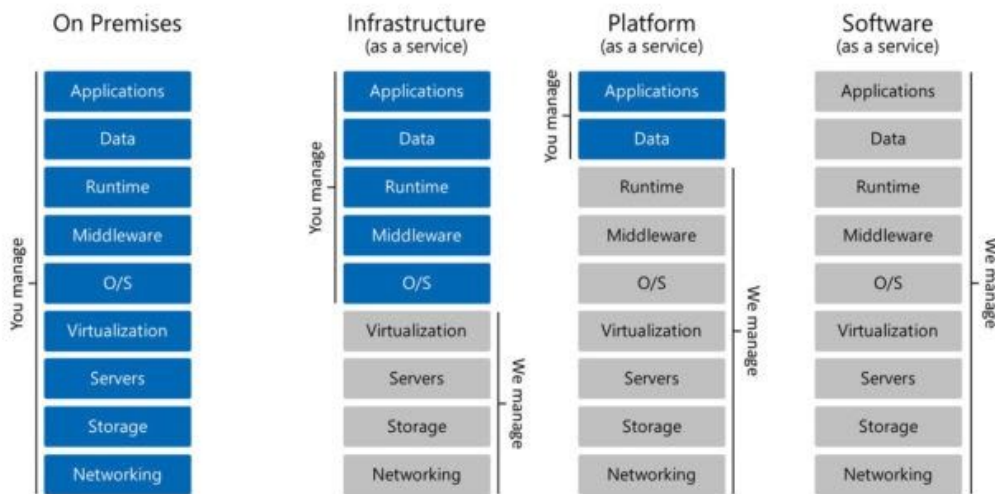 On Premises
You manage
Applications
Data
Runtime
Middleware
O/S
Virtualization
Servers
Storage
Networking
Infrastructure
(as a service)
You manage
Applications
Data
Runtime
Middleware
O/S
Virtualization
Servers
Storage
Networking
We manage
Platform
(as a service)
You manage
Applications
Data
Runtime
Middleware
O/S
Virtualization
Servers
Storage
Networking
We manage
Software
(as a service)
Applications
Data
Runtime
Middleware
O/S
Virtualization
Servers
Storage
Networking
We manage